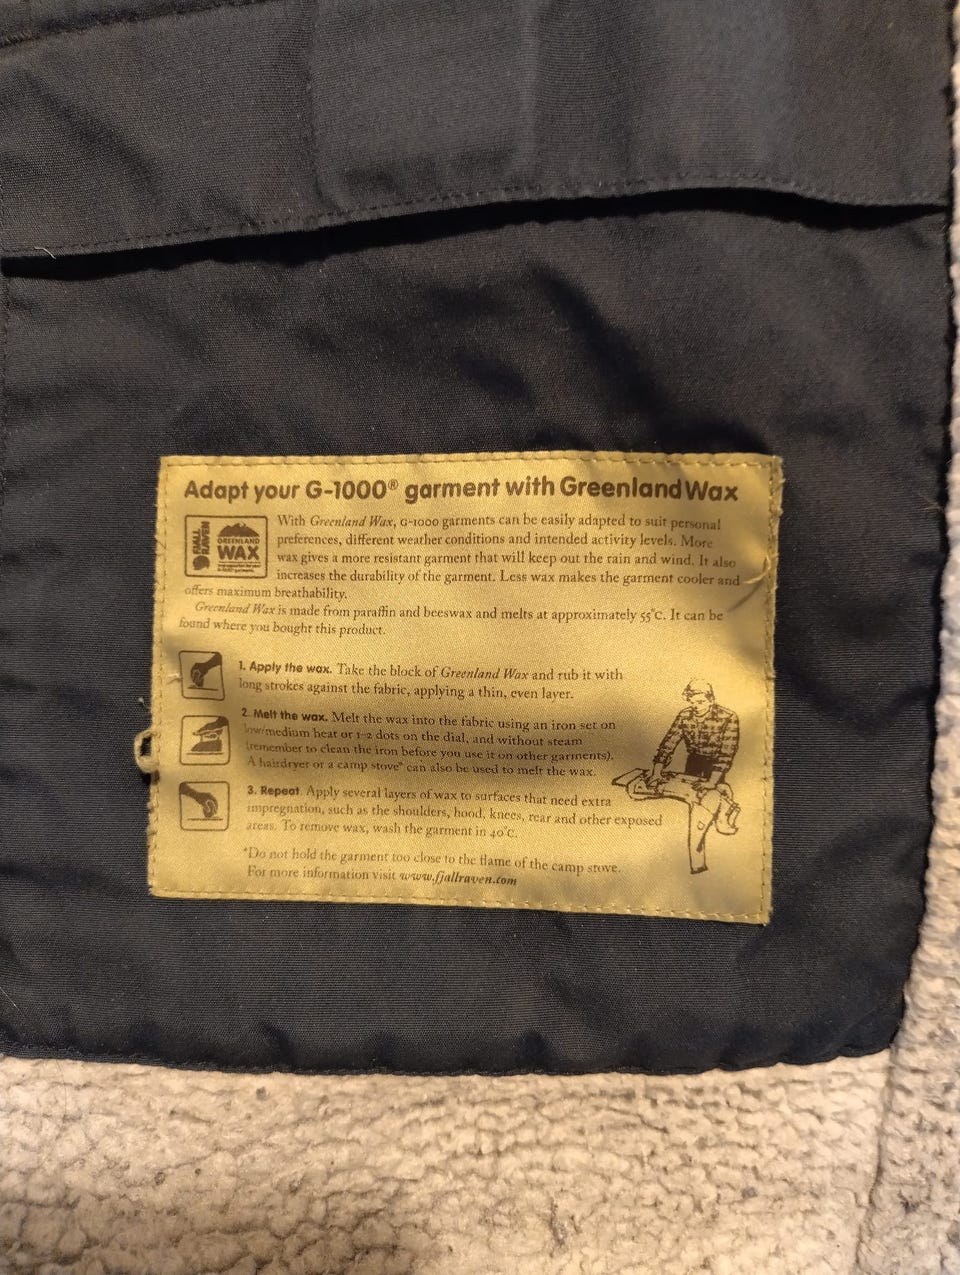 Adapt your G-1000® garment with Greenland Wax
FJÄLL
RÄVEN
GREENLAND
WAX
With Greenland Wax, G-1000 garments can be easily adapted to suit personal
preferences, different weather conditions and intended activity levels. More
wax gives a more resistant garment that will keep out the rain and wind. It also
increases the durability of the garment. Less wax makes the garment cooler and
offers maximum breathability.
Greenland Wax is made from paraffin and beeswax and melts at approximately 55°C. It can be
found where you bought this product.
1. Apply the wax. Take the block of Greenland Wax and rub it with
long strokes against the fabric, applying a thin, even layer.
2. Melt the wax. Melt the wax into the fabric using an iron set on
low/medium heat or 1-2 dots on the dial, and without steam
(remember to clean the iron before you use it on other garments).
A hairdryer or a camp stove* can also be used to melt the wax.
3. Repeat. Apply several layers of wax to surfaces that need extra
impregnation, such as the shoulders, hood, knees, rear and other exposed
areas. To remove wax, wash the garment in 40°C.
*Do not hold the garment too close to the flame of the camp stove.
For more information visit www.fjallraven.com